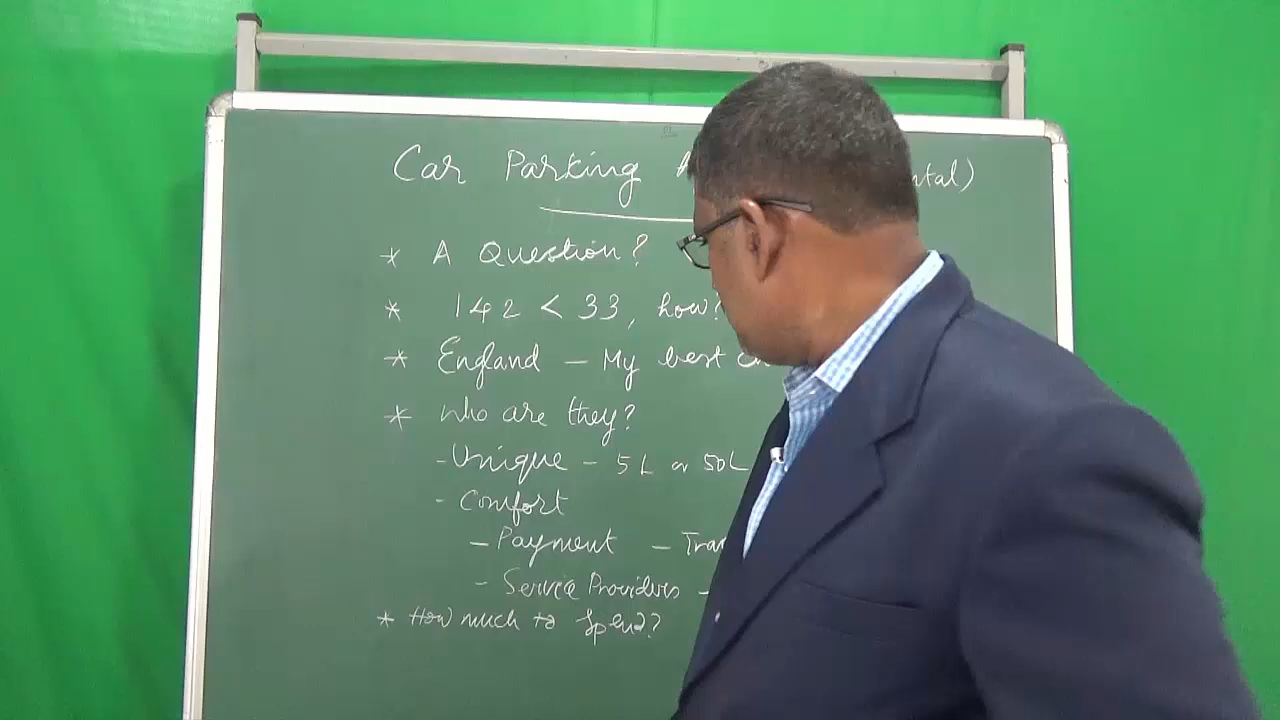 Car Parking ntal)
* A Question?
* 142 < 33, how?
* England - My best
* Who are they?
- Unique - 5L or 50L
- Comfort
- Payment - Tra
- Service Providers -
* How much to Spend?